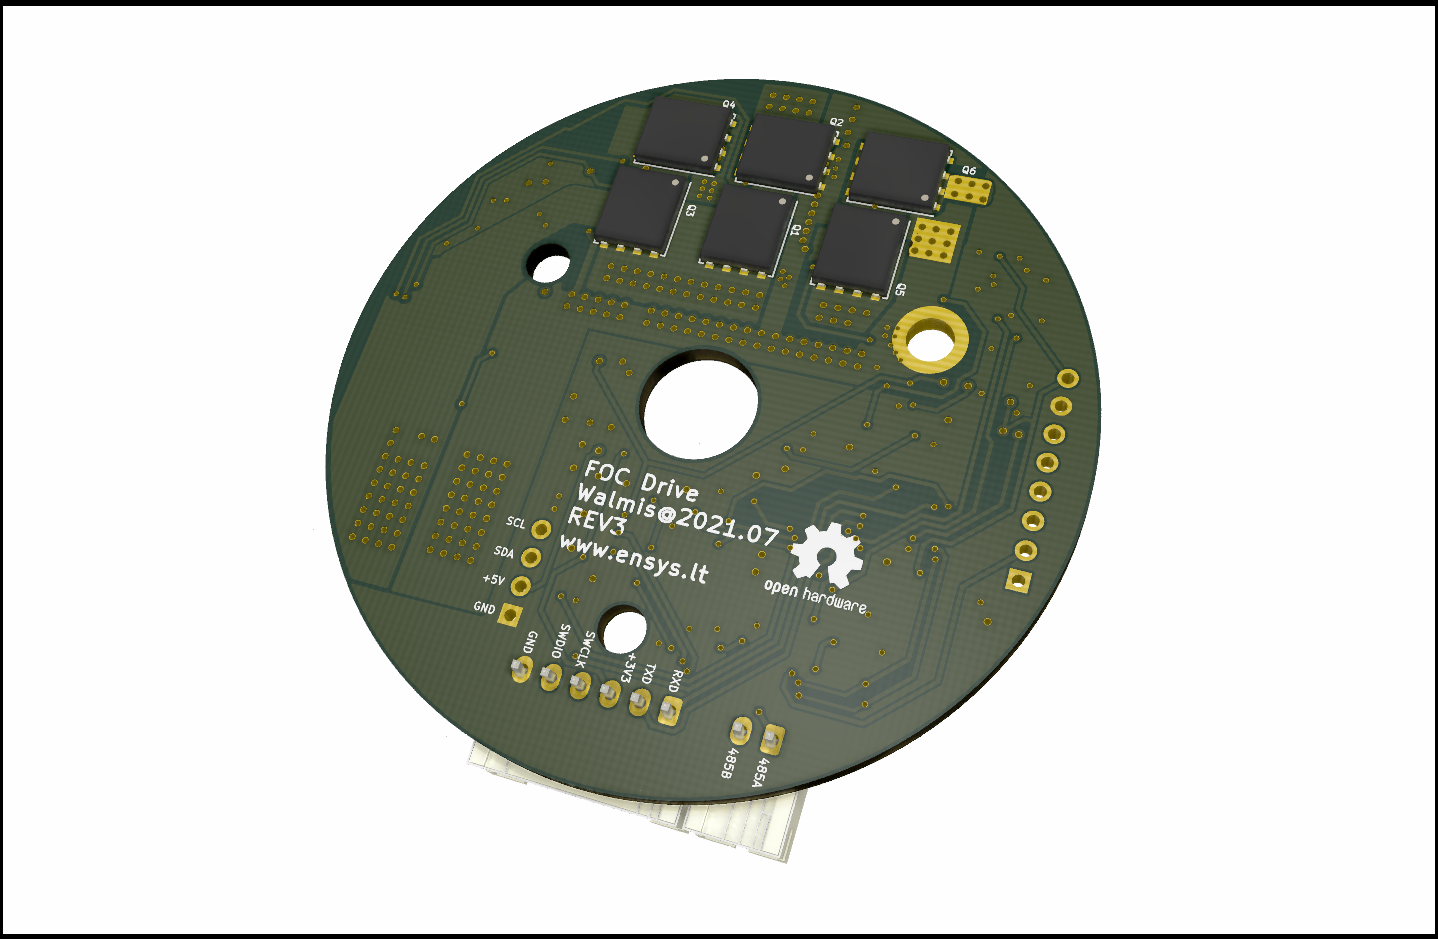 Q4
Q2
Q6
Q3
Q1
Q5
FOC Drive
Walmis@2021.07
REV3
www.ensys.lt
open hardware
SCL
SDA
+5V
GND
GND
SWDIO
SWCLK
+3V3
TXD
RXD
485B
485A